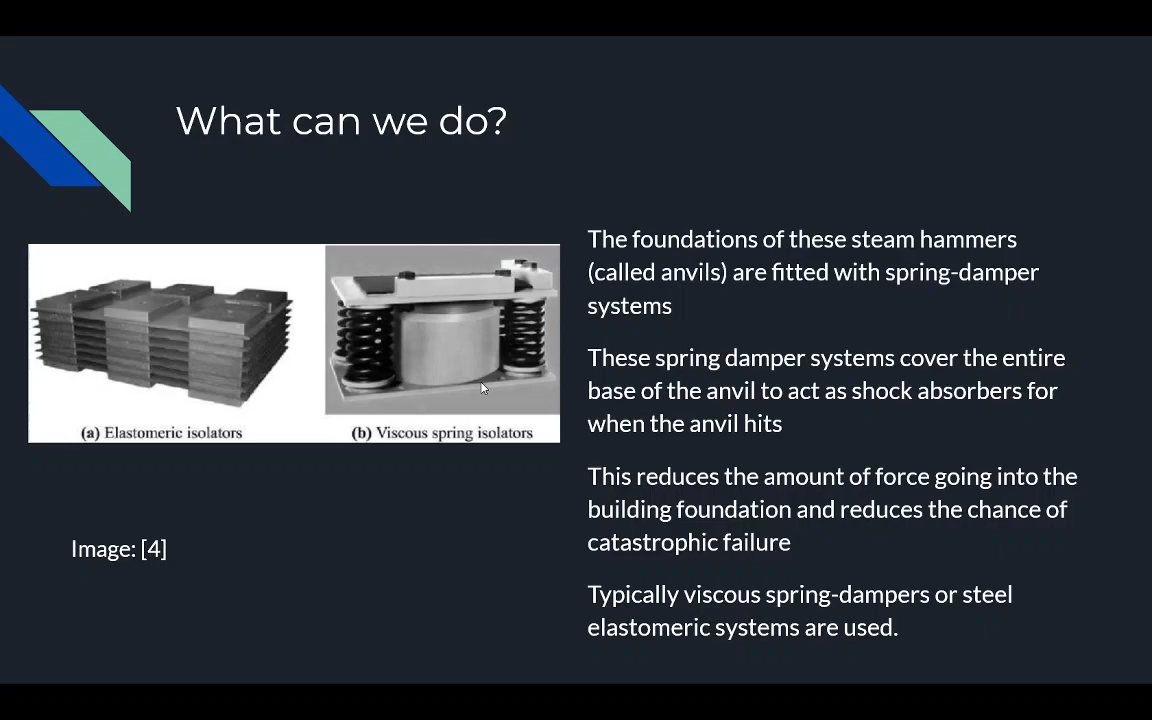 What can we do?
(a) Elastomeric isolators
(b) Viscous spring isolators
Image: [4]
The foundations of these steam hammers
(called anvils) are fitted with spring-damper
systems
These spring damper systems cover the entire
base of the anvil to act as shock absorbers for
when the anvil hits
This reduces the amount of force going into the
building foundation and reduces the chance of
catastrophic failure
Typically viscous spring-dampers or steel
elastomeric systems are used.